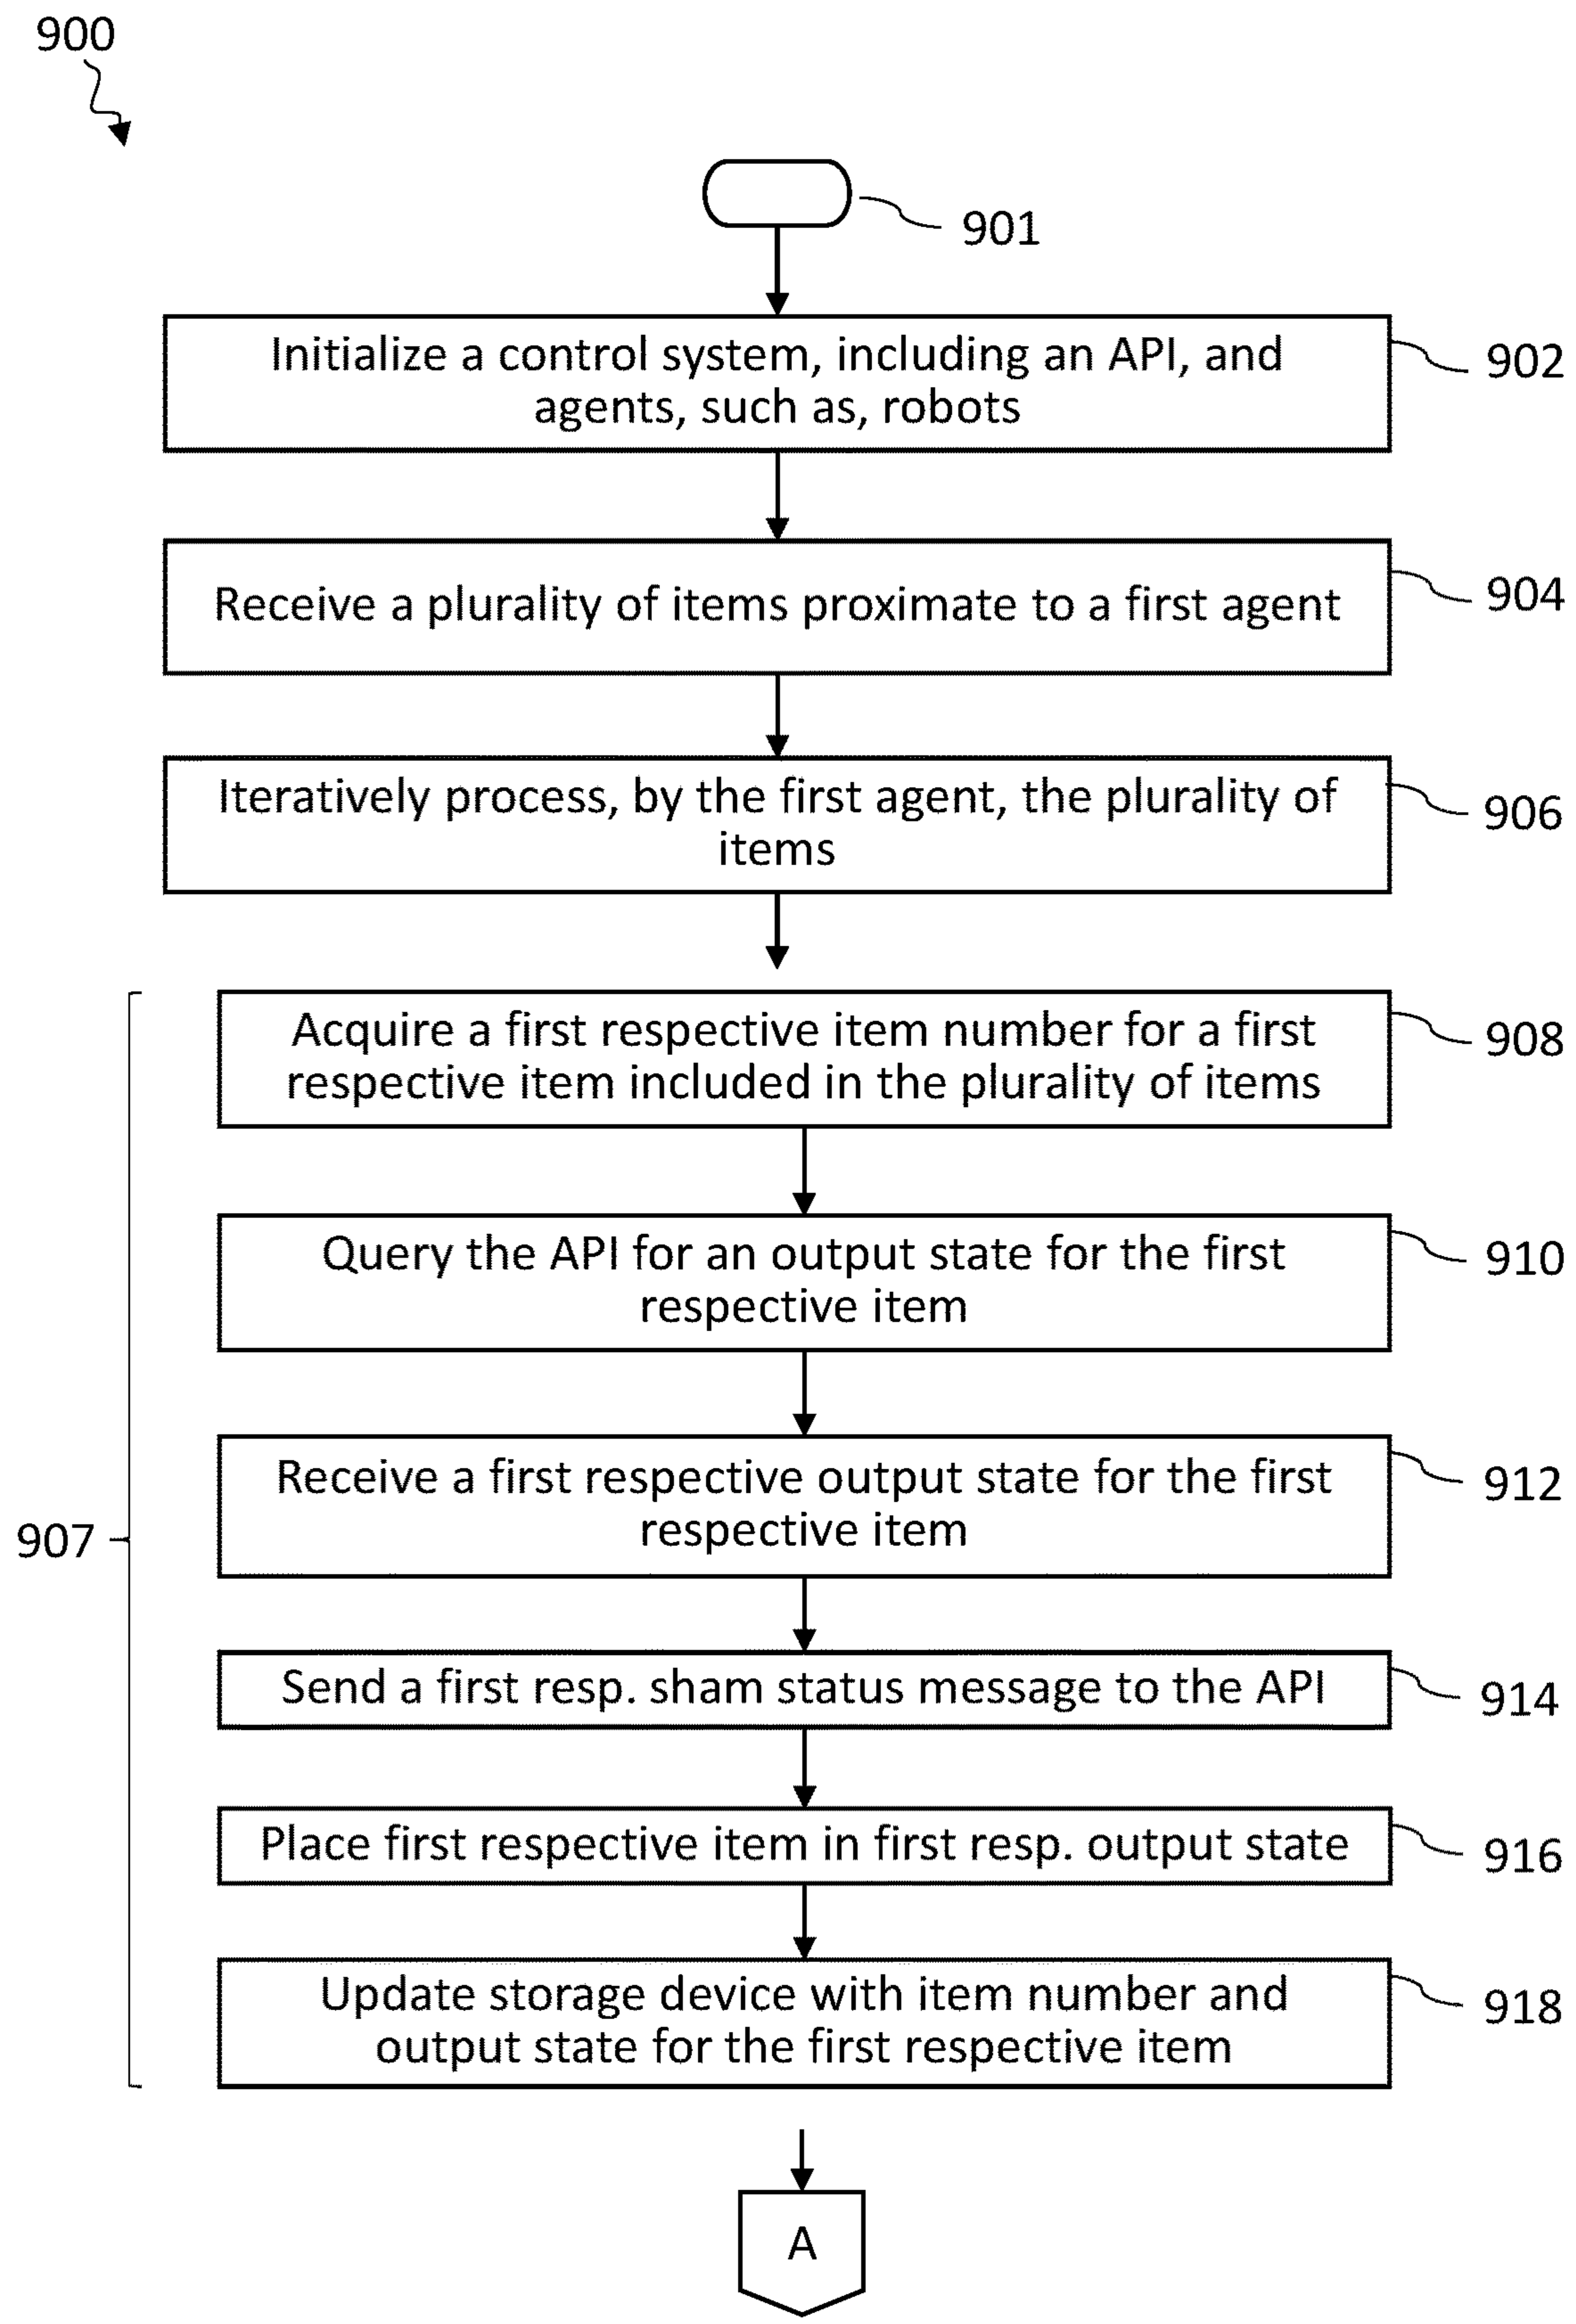 900
901
Initialize a control system, including an API, and
agents, such as, robots
902
Receive a plurality of items proximate to a first agent
904
Iteratively process, by the first agent, the plurality of
items
906
907
Acquire a first respective item number for a first
respective item included in the plurality of items
908
Query the API for an output state for the first
respective item
910
Receive a first respective output state for the first
respective item
912
Send a first resp. sham status message to the API
914
Place first respective item in first resp. output state
916
Update storage device with item number and
output state for the first respective item
918
A